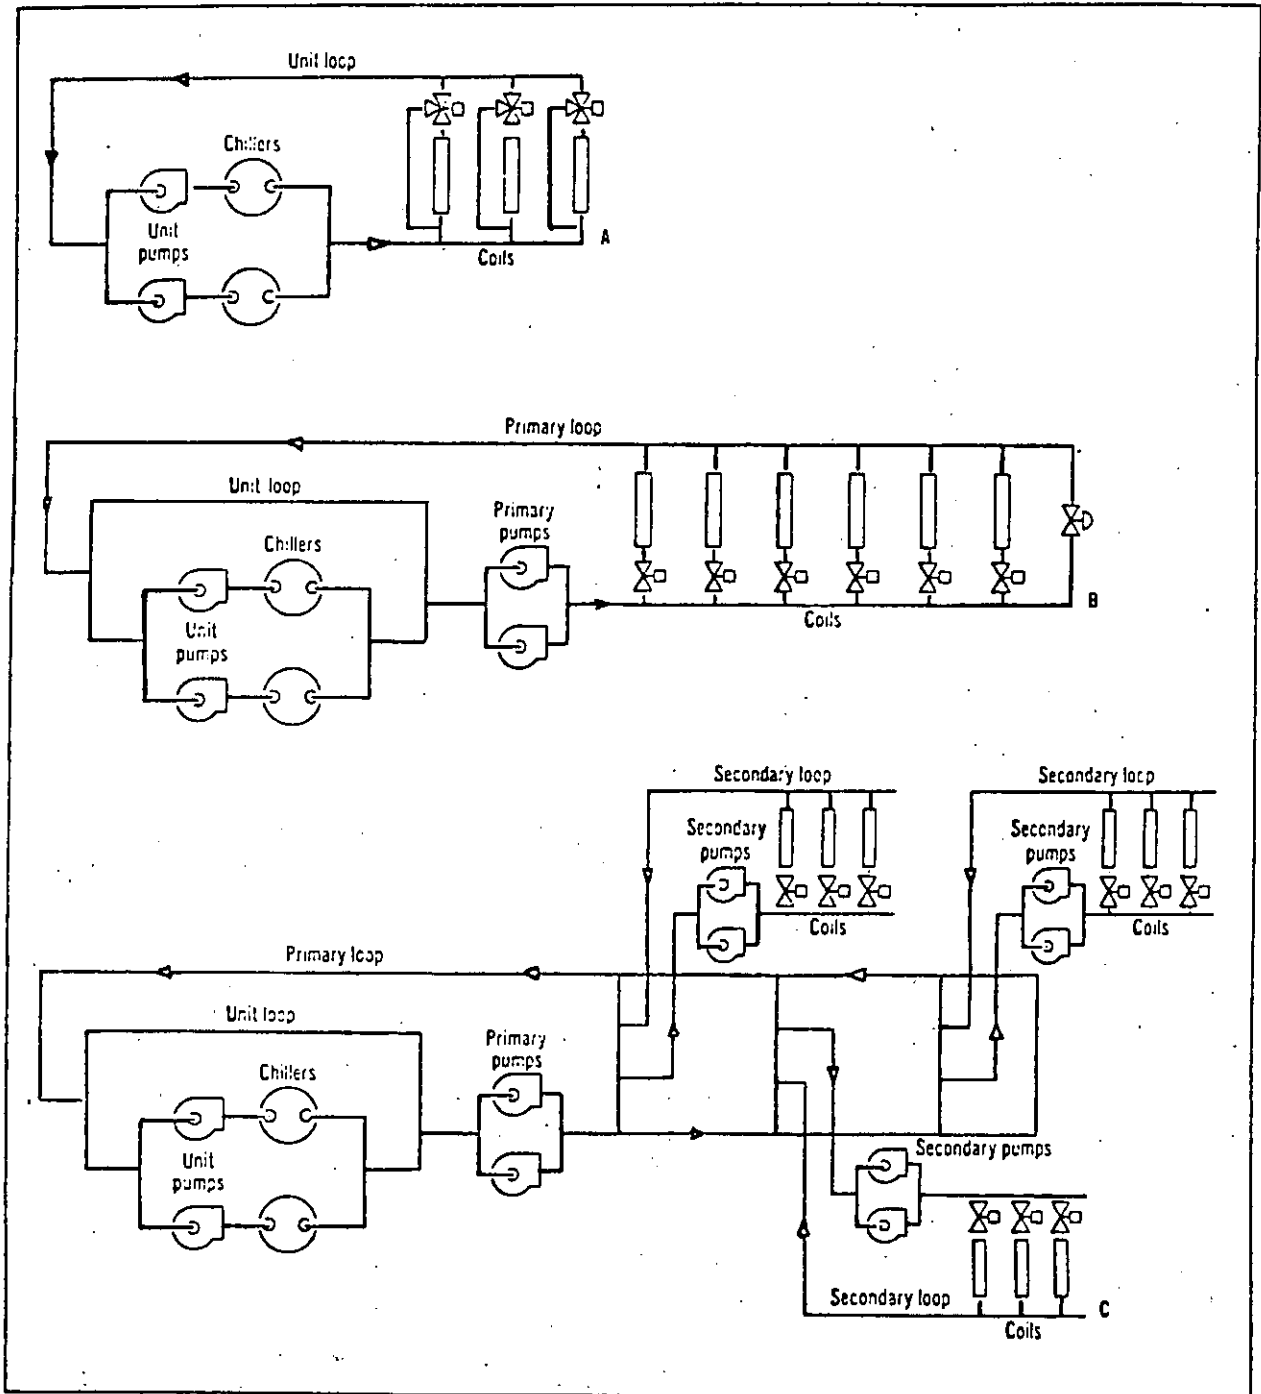 Unit loop
Chillers
Unit
pumps
Coils
A
Primary loop
Unit loop
Primary
pumps
Chillers
Unit
pumps
Coils
B
Secondary loop
Secondary loop
Secondary
pumps
Secondary
pumps
Coils
Coils
Primary loop
Unit loop
Primary
pumps
Chillers
Unit
pumps
Secondary pumps
Secondary loop
Coils
C